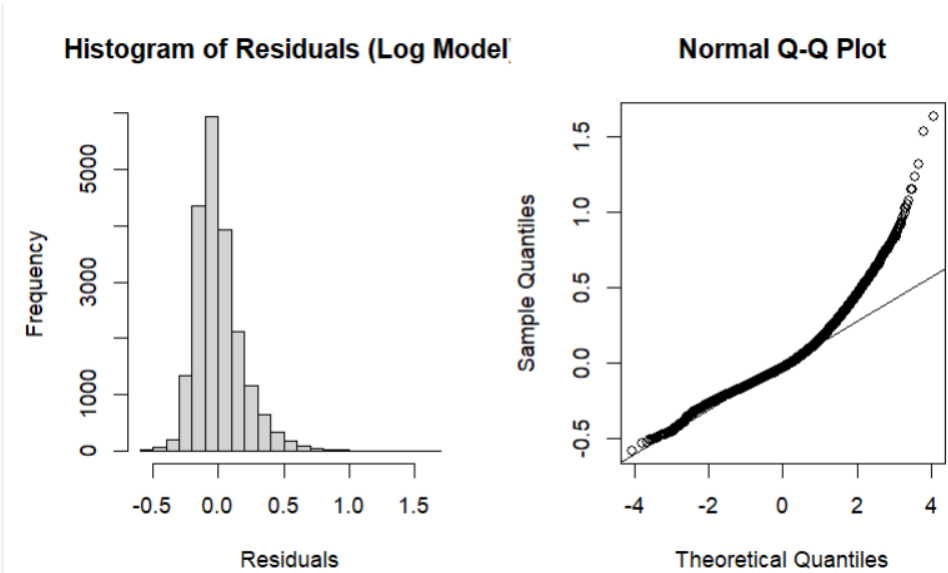 Histogram of Residuals (Log Model)
Frequency
5000
3000
1000
0
-0.5 0.0 0.5 1.0 1.5
Residuals
Normal Q-Q Plot
Sample Quantiles
1.5
1.0
0.5
0.0
-0.5
-4 -2 0 2 4
Theoretical Quantiles